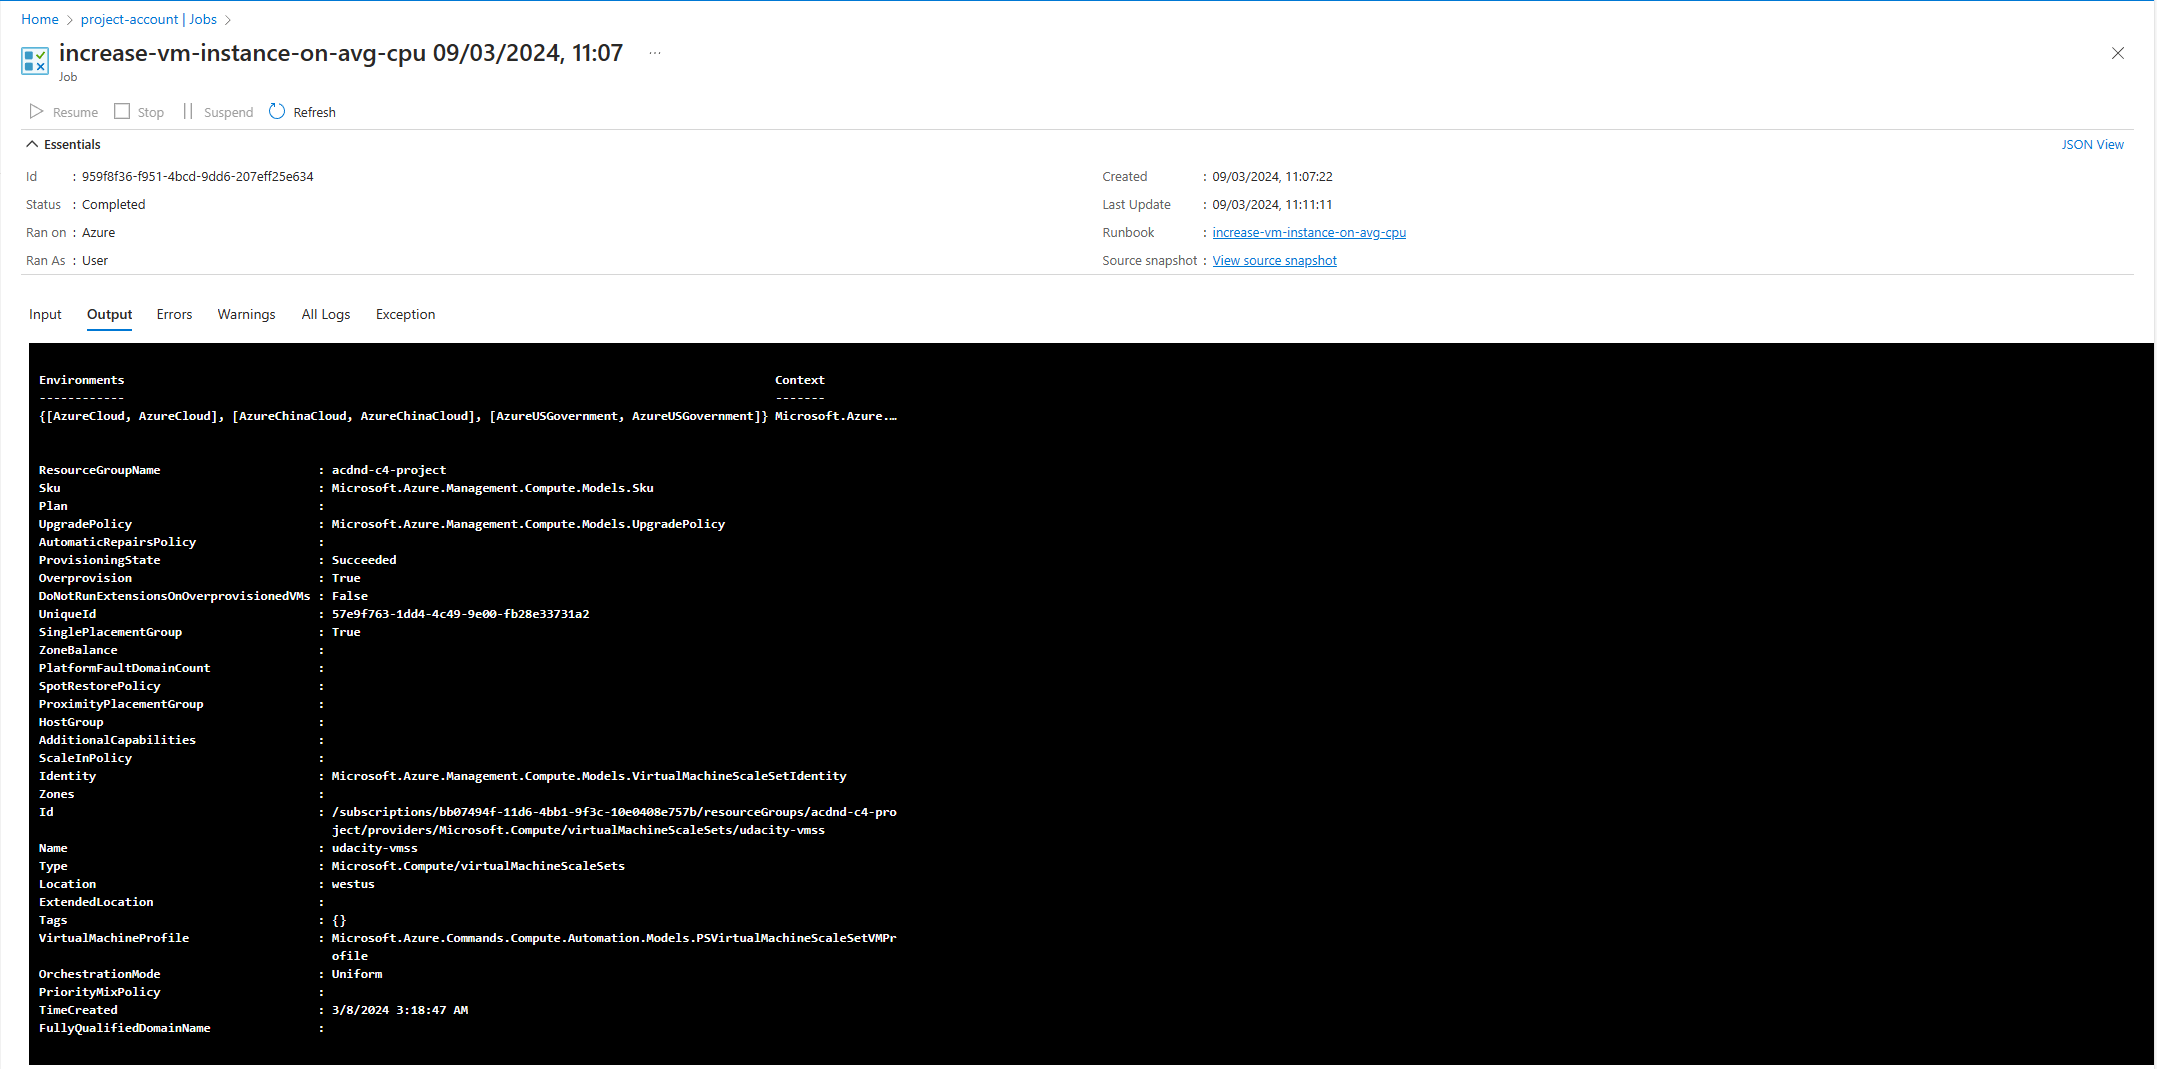 Home > project-account | Jobs >
increase-vm-instance-on-avg-cpu 09/03/2024, 11:07 ...
Job
Resume Stop Suspend Refresh
Essentials JSON View
Id : 959f8f36-f951-4bcd-9dd6-207eff25e634 Created : 09/03/2024, 11:07:22
Status : Completed Last Update : 09/03/2024, 11:11:11
Ran on : Azure Runbook : increase-vm-instance-on-avg-cpu
Ran As : User Source snapshot : View source snapshot
Input Output Errors Warnings All Logs Exception
Environments Context
------------ -------
{[AzureCloud, AzureCloud], [AzureChinaCloud, AzureChinaCloud], [AzureUSGovernment, AzureUSGovernment]} Microsoft.Azure.…
ResourceGroupName : acdnd-c4-project
Sku : Microsoft.Azure.Management.Compute.Models.Sku
Plan :
UpgradePolicy : Microsoft.Azure.Management.Compute.Models.UpgradePolicy
AutomaticRepairsPolicy :
ProvisioningState : Succeeded
Overprovision : True
DoNotRunExtensionsOnOverprovisionedVMs : False
UniqueId : 57e9f763-1dd4-4c49-9e00-fb28e33731a2
SinglePlacementGroup : True
ZoneBalance :
PlatformFaultDomainCount :
SpotRestorePolicy :
ProximityPlacementGroup :
HostGroup :
AdditionalCapabilities :
ScaleInPolicy :
Identity : Microsoft.Azure.Management.Compute.Models.VirtualMachineScaleSetIdentity
Zones :
Id : /subscriptions/bb07494f-11d6-4bb1-9f3c-10e0408e757b/resourceGroups/acdnd-c4-pro
ject/providers/Microsoft.Compute/virtualMachineScaleSets/udacity-vmss
Name : udacity-vmss
Type : Microsoft.Compute/virtualMachineScaleSets
Location : westus
ExtendedLocation :
Tags : {}
VirtualMachineProfile : Microsoft.Azure.Commands.Compute.Automation.Models.PSVirtualMachineScaleSetVMPr
ofile
OrchestrationMode : Uniform
PriorityMixPolicy :
TimeCreated : 3/8/2024 3:18:47 AM
FullyQualifiedDomainName :